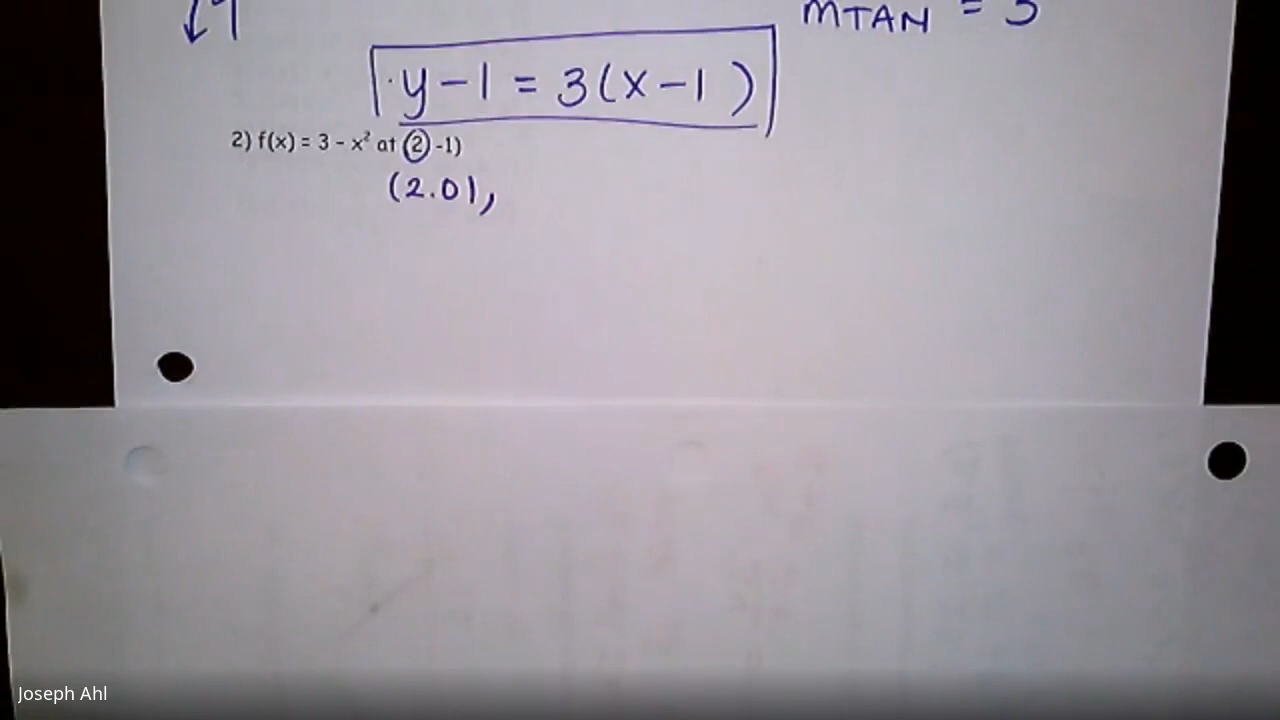 mTAN = 3
y-1 = 3(x-1)
2) f(x) = 3 - x² at (2, -1)
(2.01,
Joseph Ahl